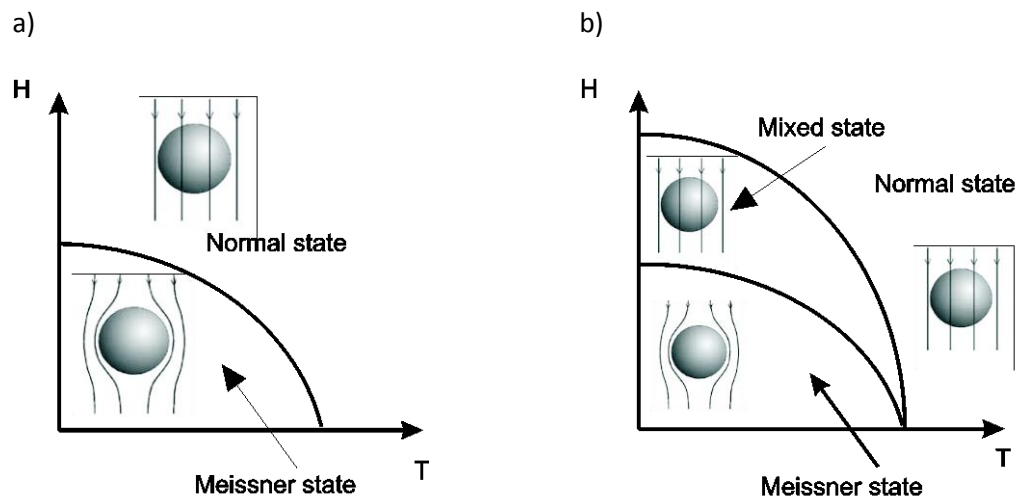 a)
H
Normal state
T
Meissner state
b)
H
Mixed state
Normal state
T
Meissner state